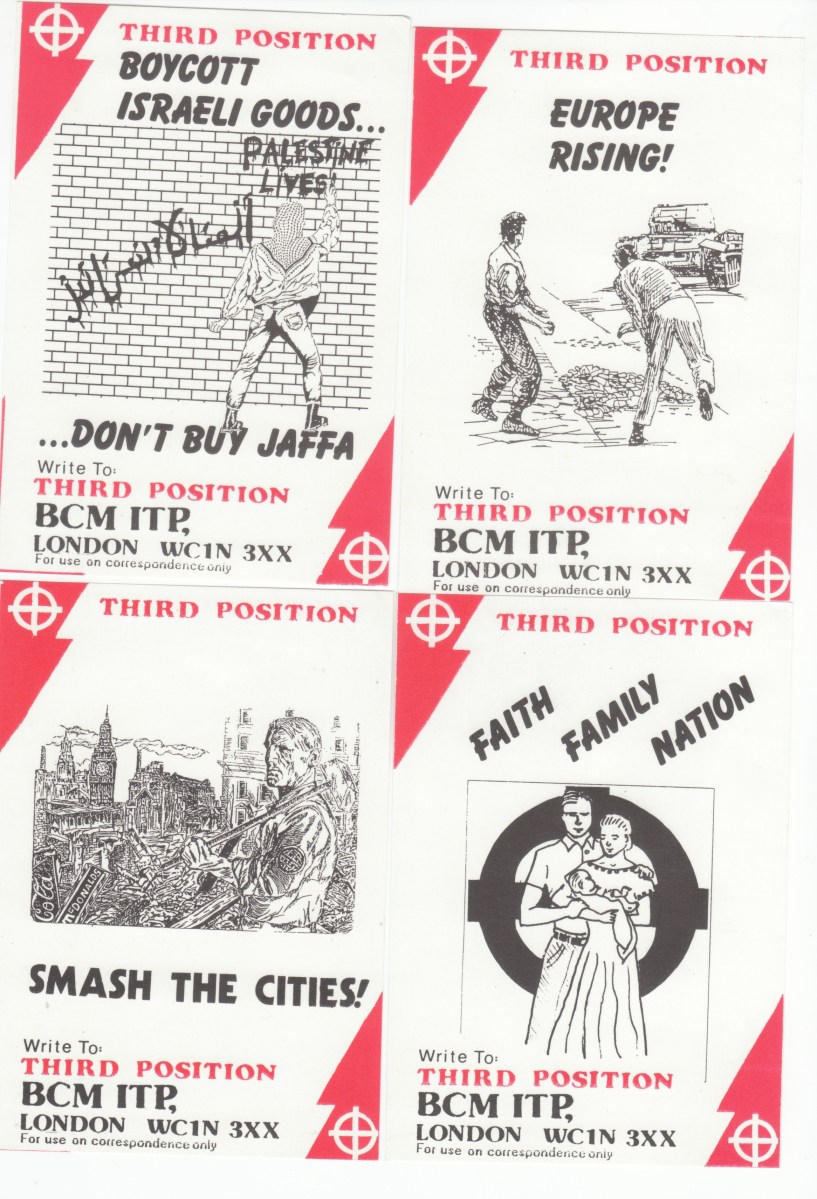 THIRD POSITION
BOYCOTT
ISRAELI GOODS...
PALESTINE
LIVES!
...DON'T BUY JAFFA
Write To:
THIRD POSITION
BCM ITP,
LONDON WC1N 3XX
For use on correspondence only
THIRD POSITION
EUROPE
RISING!
Write To:
THIRD POSITION
BCM ITP,
LONDON WC1N 3XX
For use on correspondence only
THIRD POSITION
SMASH THE CITIES!
Write To:
THIRD POSITION
BCM ITP,
LONDON WC1N 3XX
For use on correspondence only
THIRD POSITION
FAITH FAMILY NATION
Write To:
THIRD POSITION
BCM ITP,
LONDON WC1N 3XX
For use on correspondence only